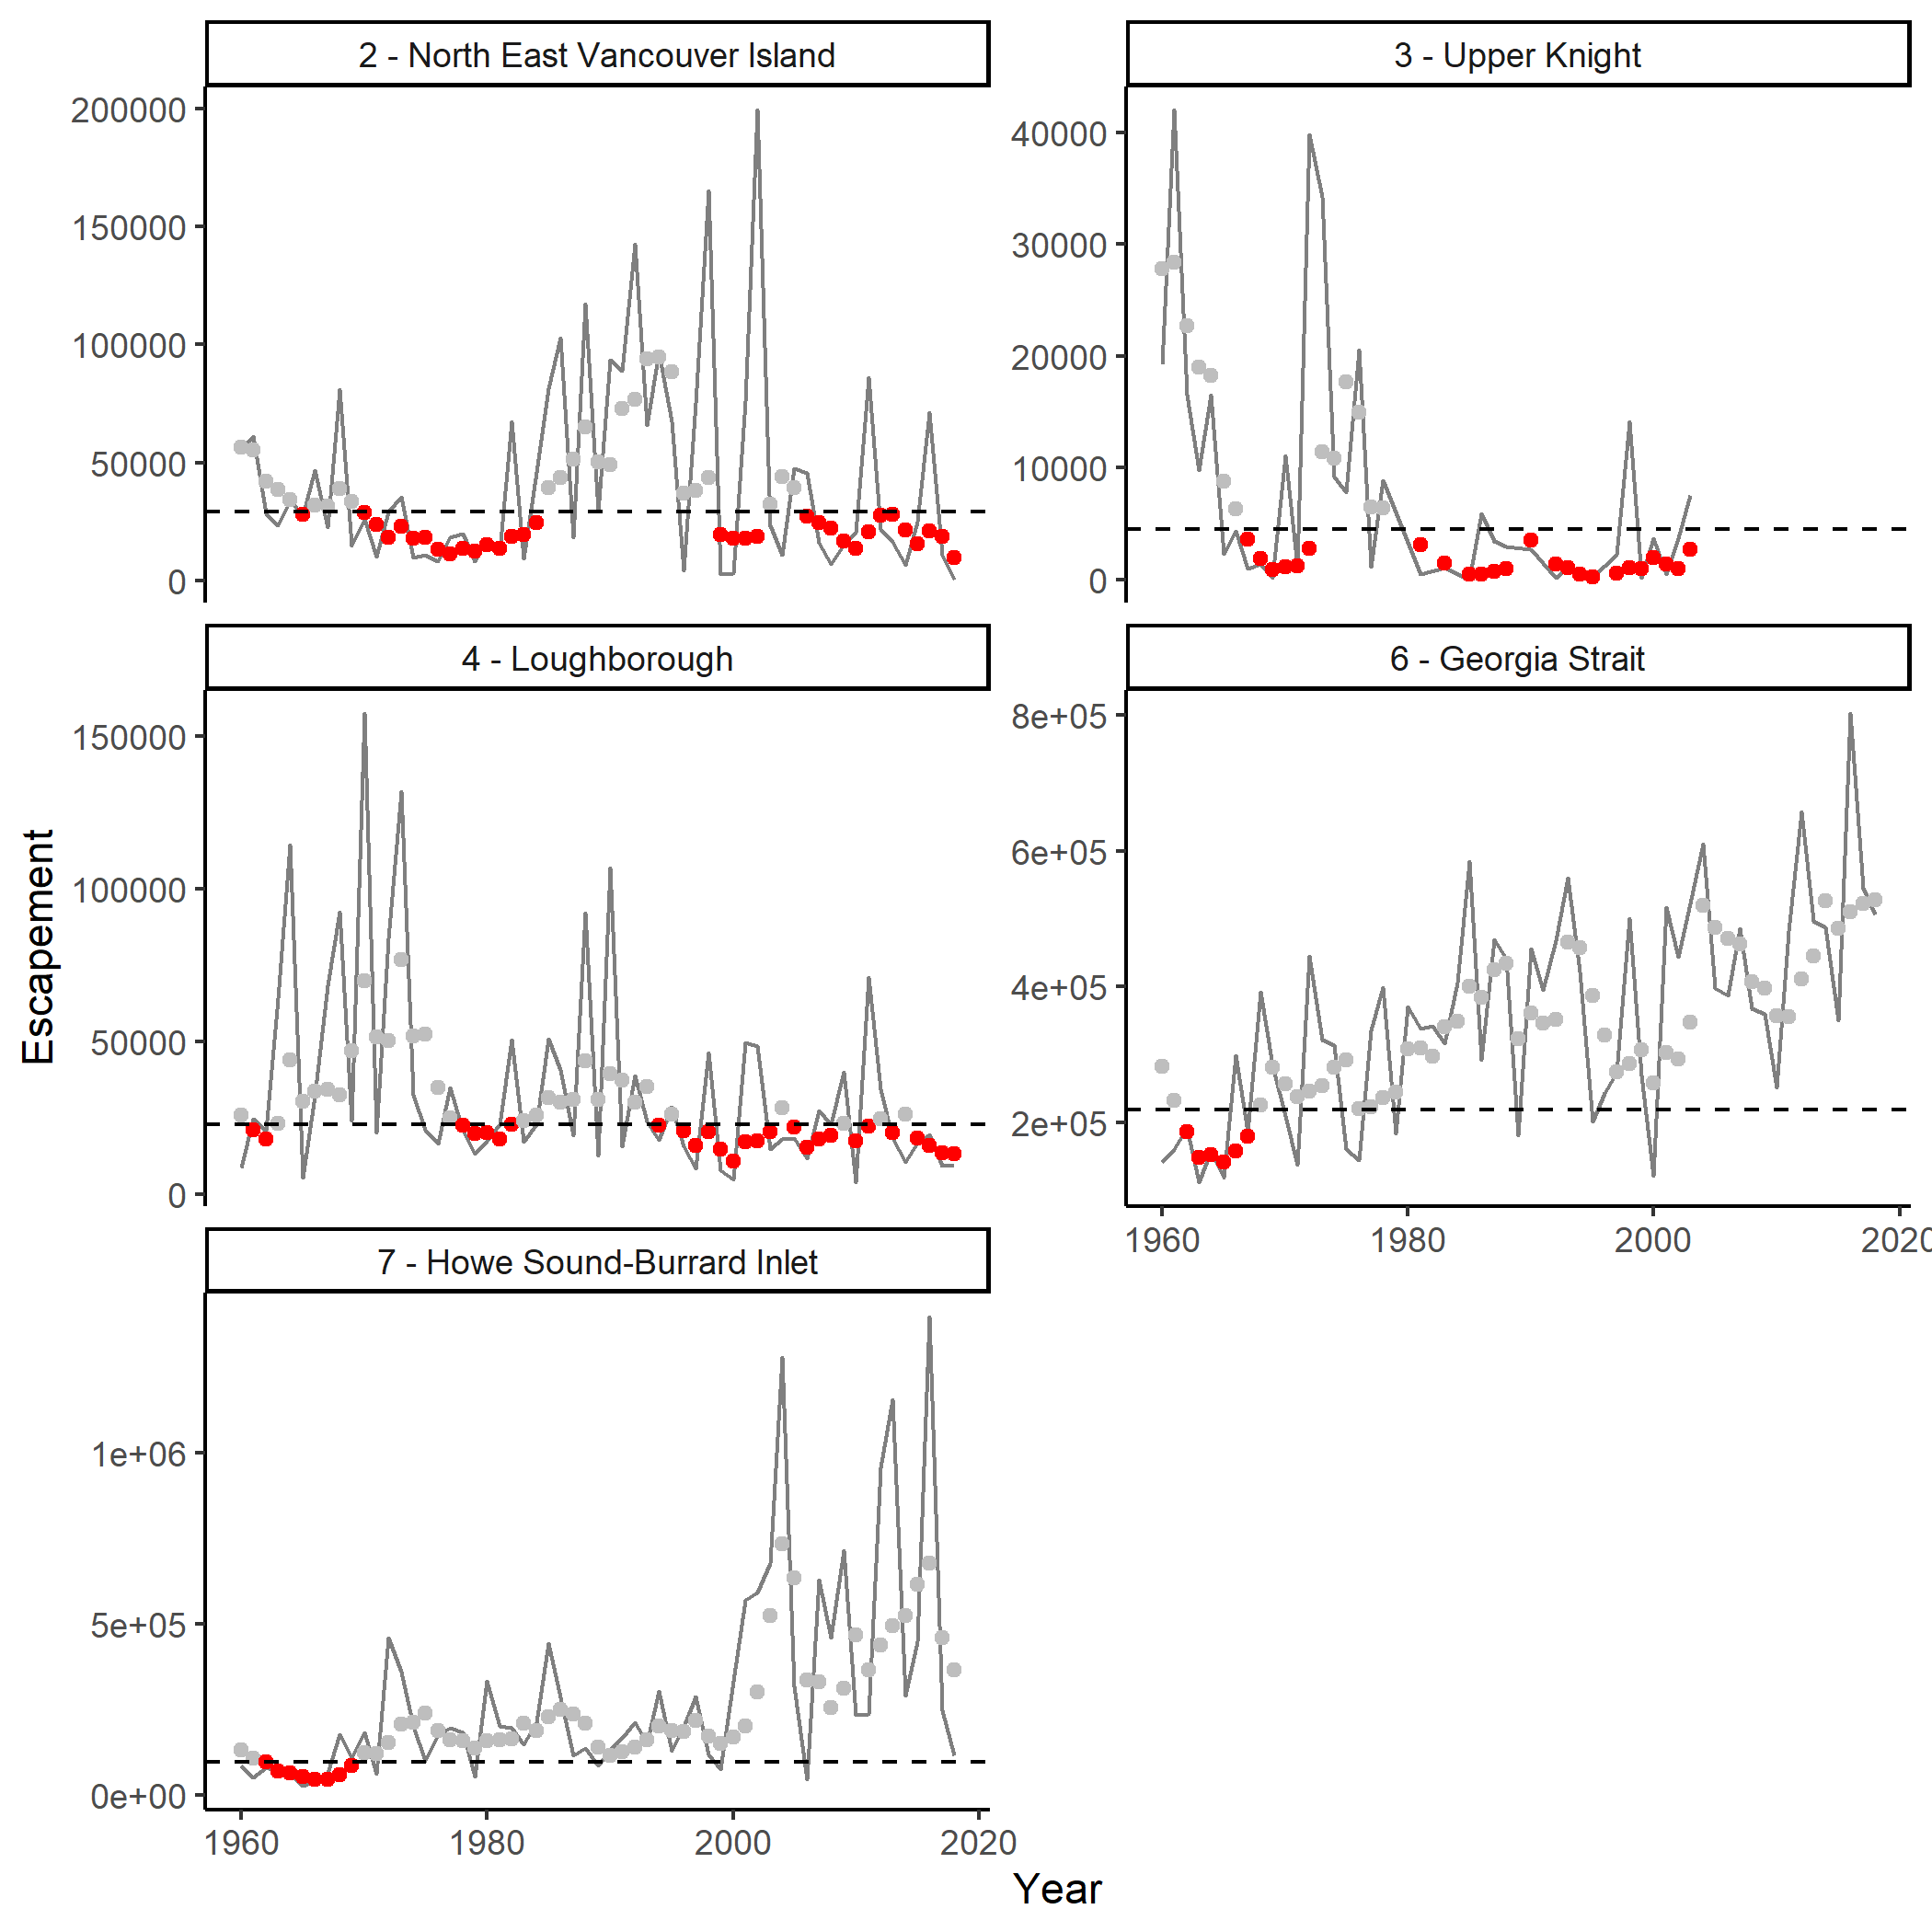 2 - North East Vancouver Island
3 - Upper Knight
200000
150000
100000
50000
0
40000
30000
20000
10000
0
4 - Loughborough
6 - Georgia Strait
150000
100000
50000
0
8e+05
6e+05
4e+05
2e+05
1960 1980 2000 2020
7 - Howe Sound-Burrard Inlet
1e+06
5e+05
0e+00
1960 1980 2000 2020
Escapement
Year